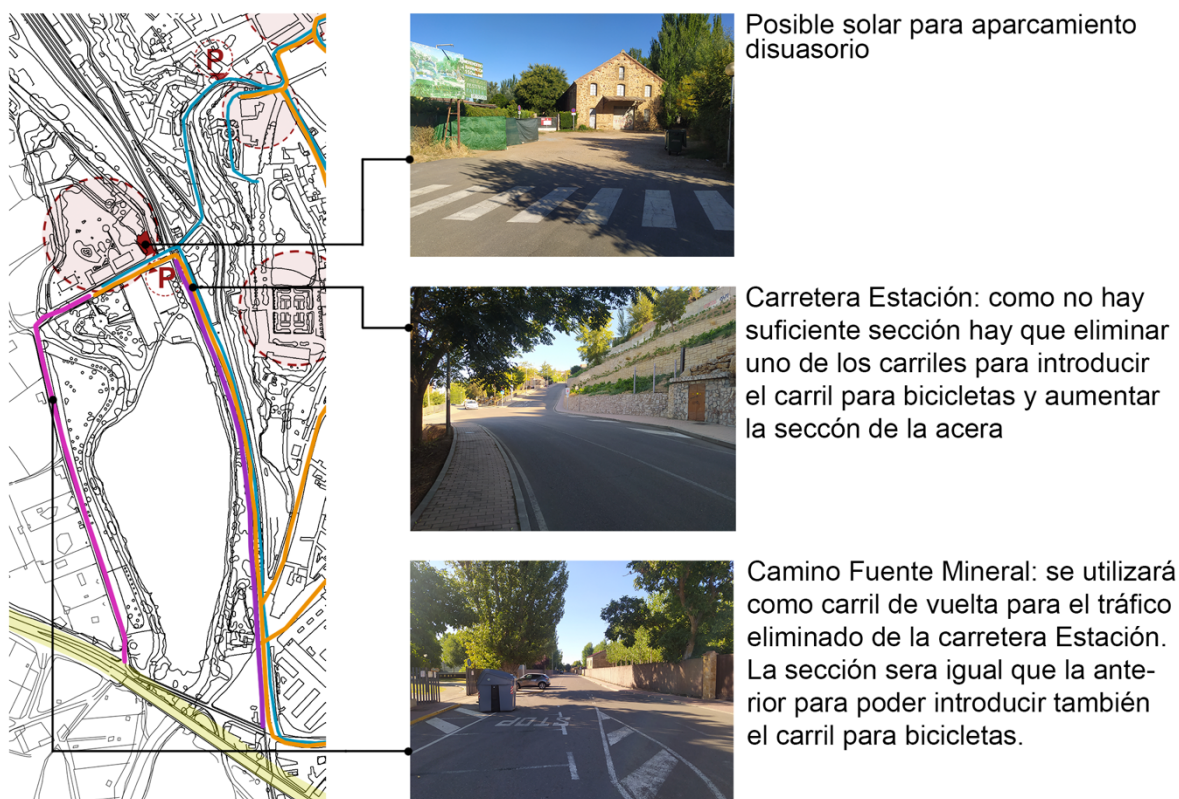 Posible solar para aparcamiento
disuasorio
P
P
Carretera Estación: como no hay
suficiente sección hay que eliminar
uno de los carriles para introducir
el carril para bicicletas y aumentar
la seccón de la acera
Camino Fuente Mineral: se utilizará
como carril de vuelta para el tráfico
eliminado de la carretera Estación.
La sección sera igual que la ante-
rior para poder introducir también
el carril para bicicletas.
STOP